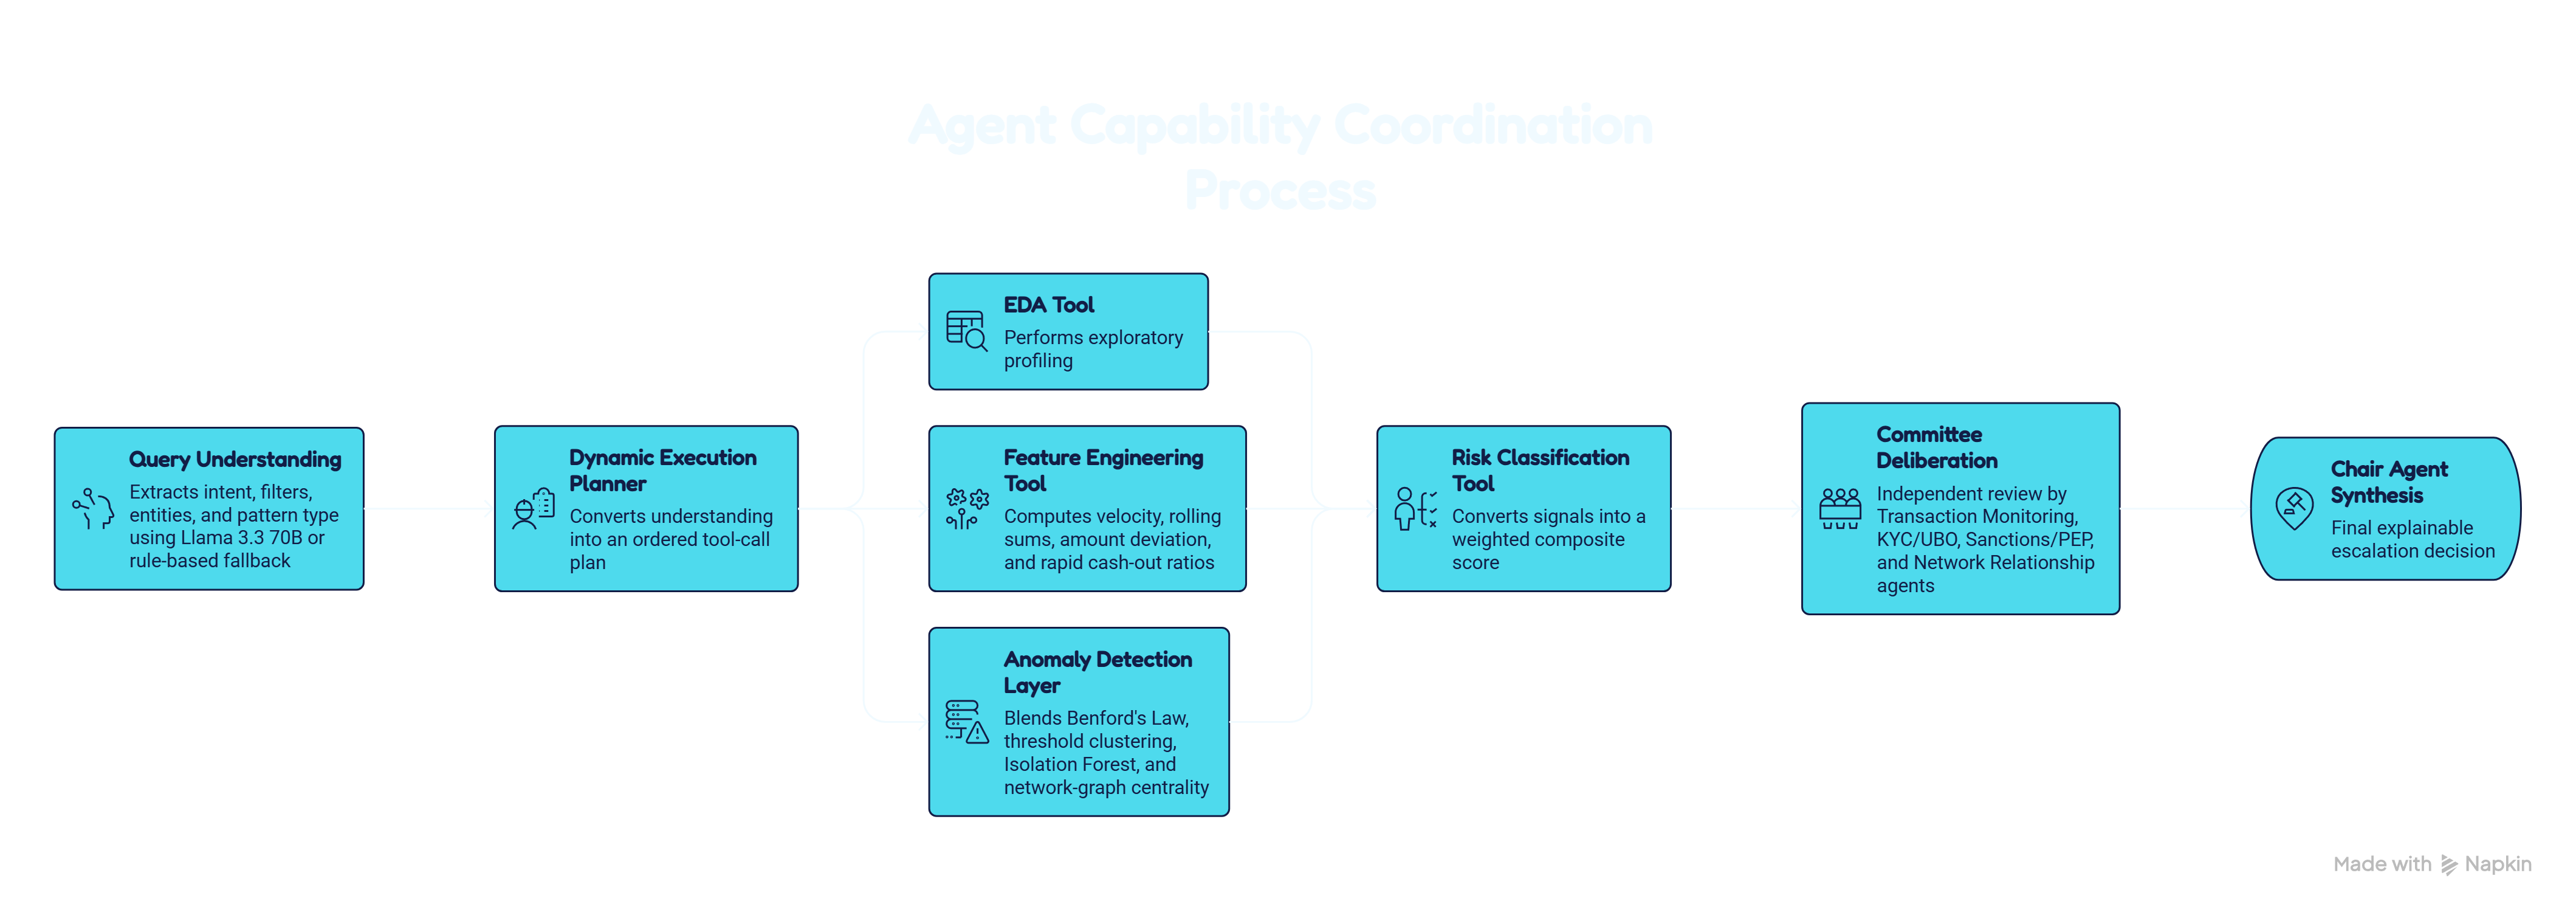 Agent Capability Coordination
Process
Query Understanding
Extracts intent, filters,
entities, and pattern type
using Llama 3.3 70B or
rule-based fallback
Dynamic Execution
Planner
Converts understanding
into an ordered tool-call
plan
EDA Tool
Performs exploratory
profiling
Feature Engineering
Tool
Computes velocity, rolling
sums, amount deviation,
and rapid cash-out ratios
Anomaly Detection
Layer
Blends Benford's Law,
threshold clustering,
Isolation Forest, and
network-graph centrality
Risk Classification
Tool
Converts signals into a
weighted composite
score
Committee
Deliberation
Independent review by
Transaction Monitoring,
KYC/UBO, Sanctions/PEP,
and Network Relationship
agents
Chair Agent
Synthesis
Final explainable
escalation decision
Made with Napkin